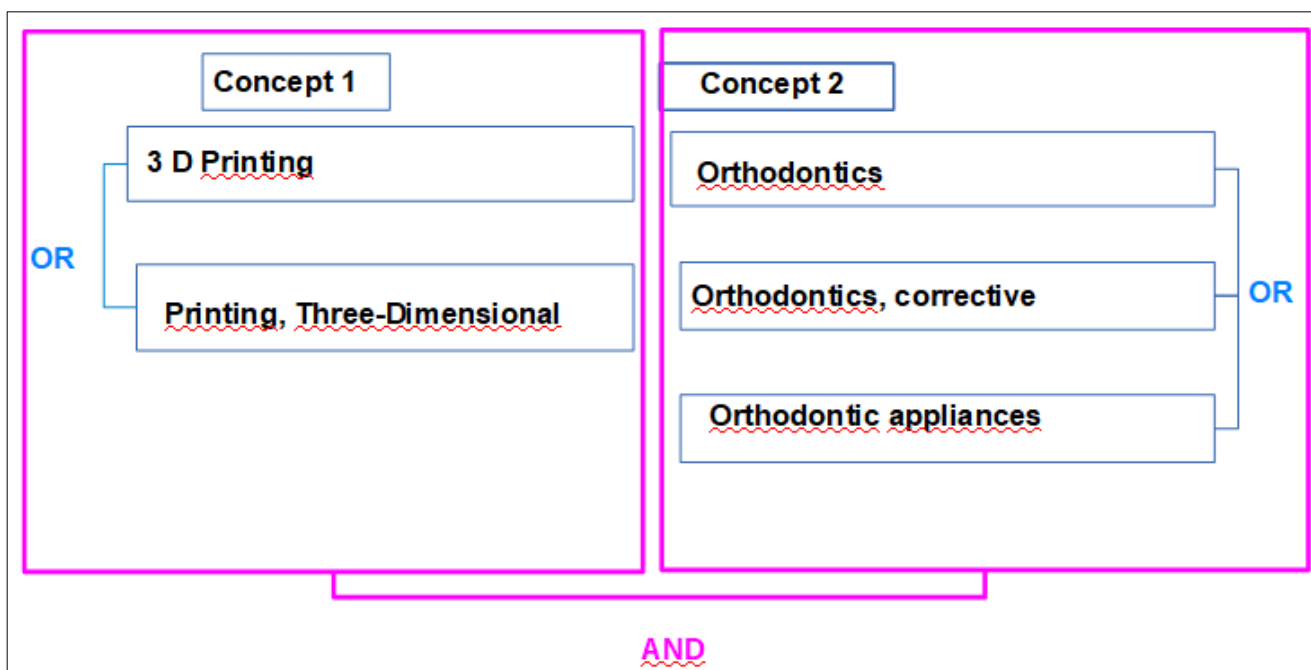 Concept 1
3 D Printing
OR
Printing, Three-Dimensional
Concept 2
Orthodontics
Orthodontics, corrective
OR
Orthodontic appliances
AND